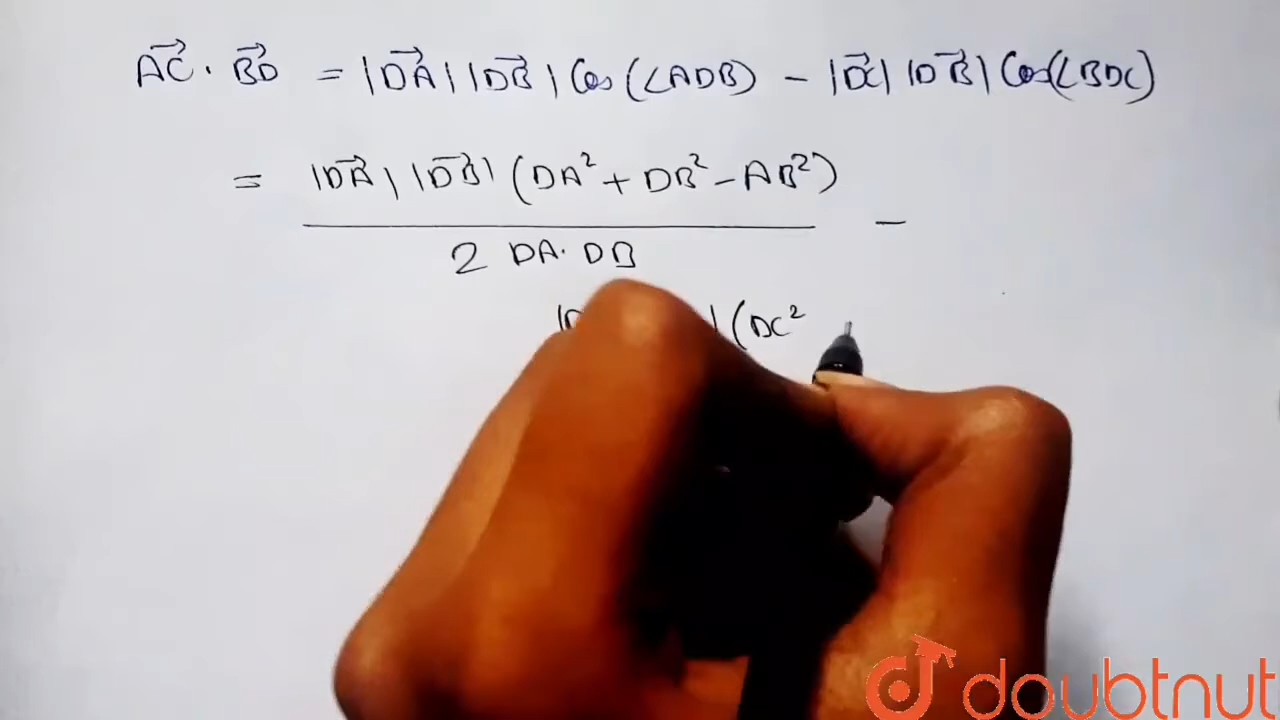 AC⃗ . BD⃗ = |DA⃗| |DB⃗| Cos (∠ADB) - |DC⃗| |DB⃗| Cos(∠BDC)
= |DA⃗| |DB⃗| (DA² + DB² - AB²) -
2 DA. DB
|D | (DC²
doubtnut